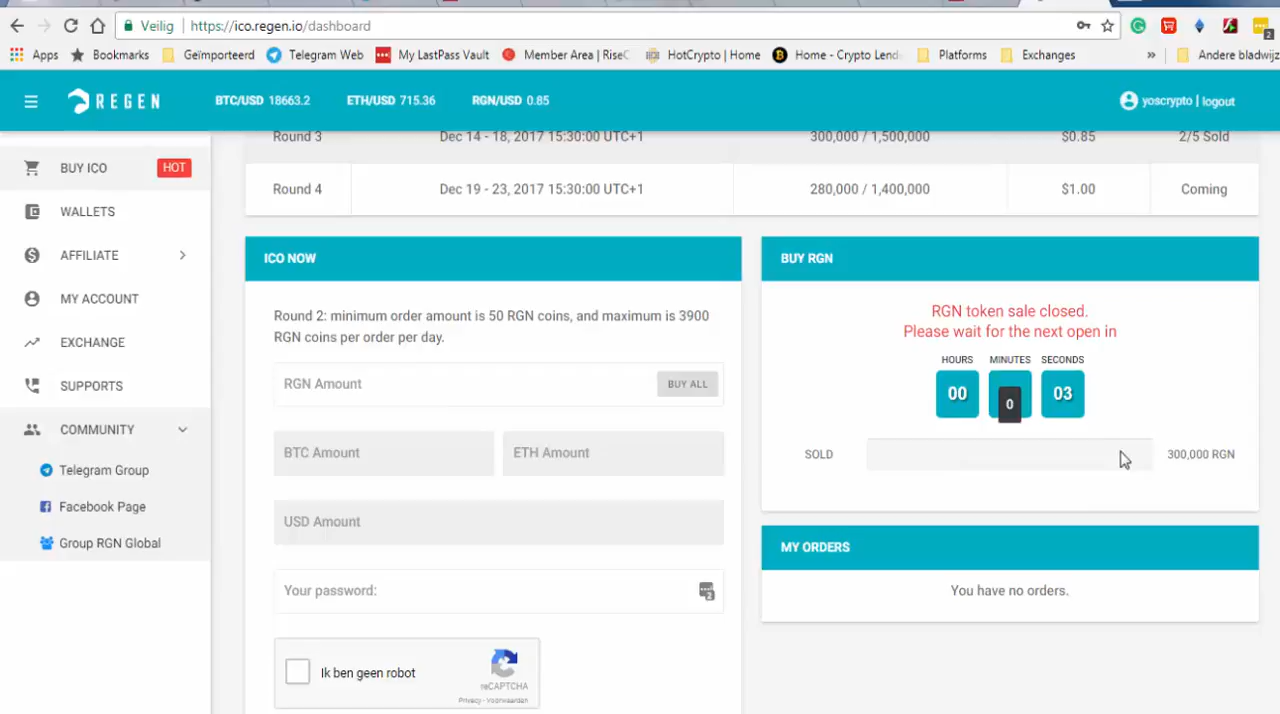 Veilig
https://ico.regen.io/dashboard
Apps
Bookmarks
Geïmporteerd
Telegram Web
My LastPass Vault
Member Area | Rise
HotCrypto | Home
Home - Crypto Lend
Platforms
Exchanges
»
Andere bladwijz
REGEN
BTC/USD 18663.2
ETH/USD 715.36
RGN/USD 0.85
yoscrypto | logout
BUY ICO
HOT
WALLETS
AFFILIATE
MY ACCOUNT
EXCHANGE
SUPPORTS
COMMUNITY
Telegram Group
Facebook Page
Group RGN Global
Round 3 Dec 14 - 18, 2017 15:30:00 UTC+1 300,000 / 1,500,000 $0.85 2/5 Sold
Round 4 Dec 19 - 23, 2017 15:30:00 UTC+1 280,000 / 1,400,000 $1.00 Coming
ICO NOW
Round 2: minimum order amount is 50 RGN coins, and maximum is 3900
RGN coins per order per day.
RGN Amount
BUY ALL
BTC Amount
ETH Amount
USD Amount
Your password:
2
Ik ben geen robot
reCAPTCHA
Privacy - Voorwaarden
BUY RGN
RGN token sale closed.
Please wait for the next open in
HOURS MINUTES SECONDS
00 0 03
SOLD
300,000 RGN
MY ORDERS
You have no orders.